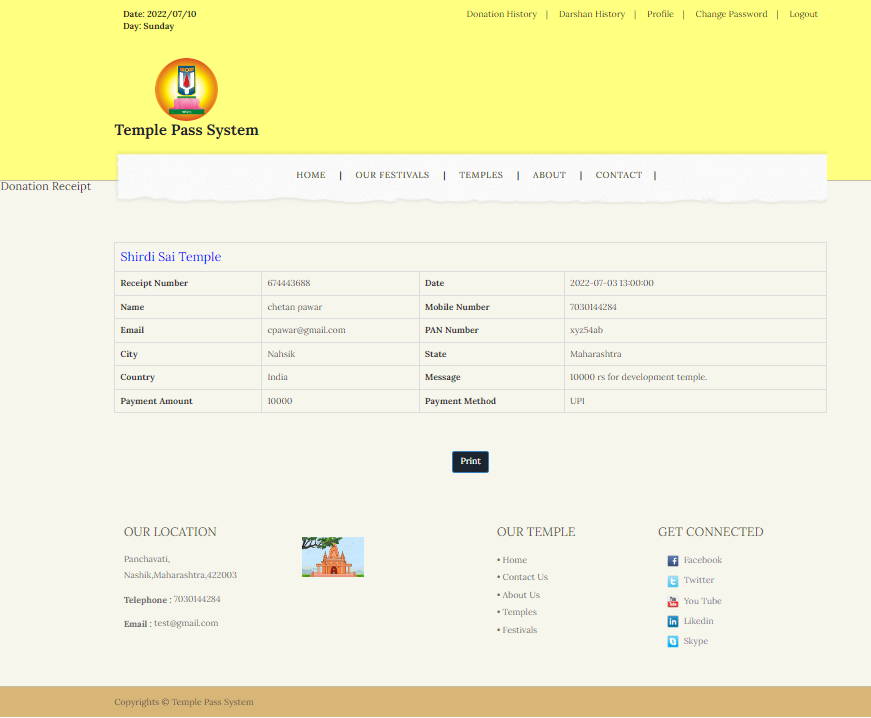 Date: 2022/07/10
Day: Sunday
Donation History | Darshan History | Profile | Change Password | Logout
Temple Pass System
HOME | OUR FESTIVALS | TEMPLES | ABOUT | CONTACT |
Donation Receipt
Shirdi Sai Temple
Receipt Number 674443688 Date 2022-07-03 13:00:00
Name chetan pawar Mobile Number 7030144284
Email cpawar@gmail.com PAN Number xyz54ab
City Nahsik State Maharashtra
Country India Message 10000 rs for development temple.
Payment Amount 10000 Payment Method UPI
Print
OUR LOCATION
Panchavati,
Nashik,Maharashtra,422003
Telephone : 7030144284
Email : test@gmail.com
OUR TEMPLE
• Home
• Contact Us
• About Us
• Temples
• Festivals
GET CONNECTED
Facebook
Twitter
You Tube
Likedin
Skype
Copyrights © Temple Pass System